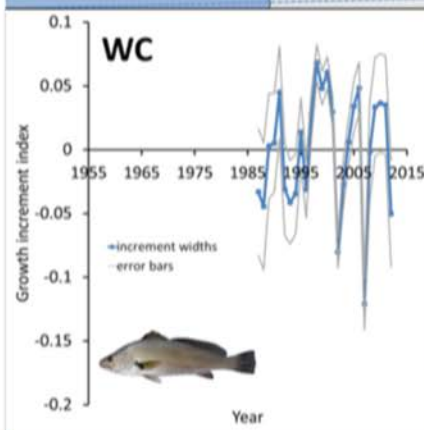 0.1
WC
0.05
0
1955 1965 1975 1985 1995 2005 2015
-0.05
increment widths
error bars
-0.1
-0.15
-0.2
Growth increment index
Year